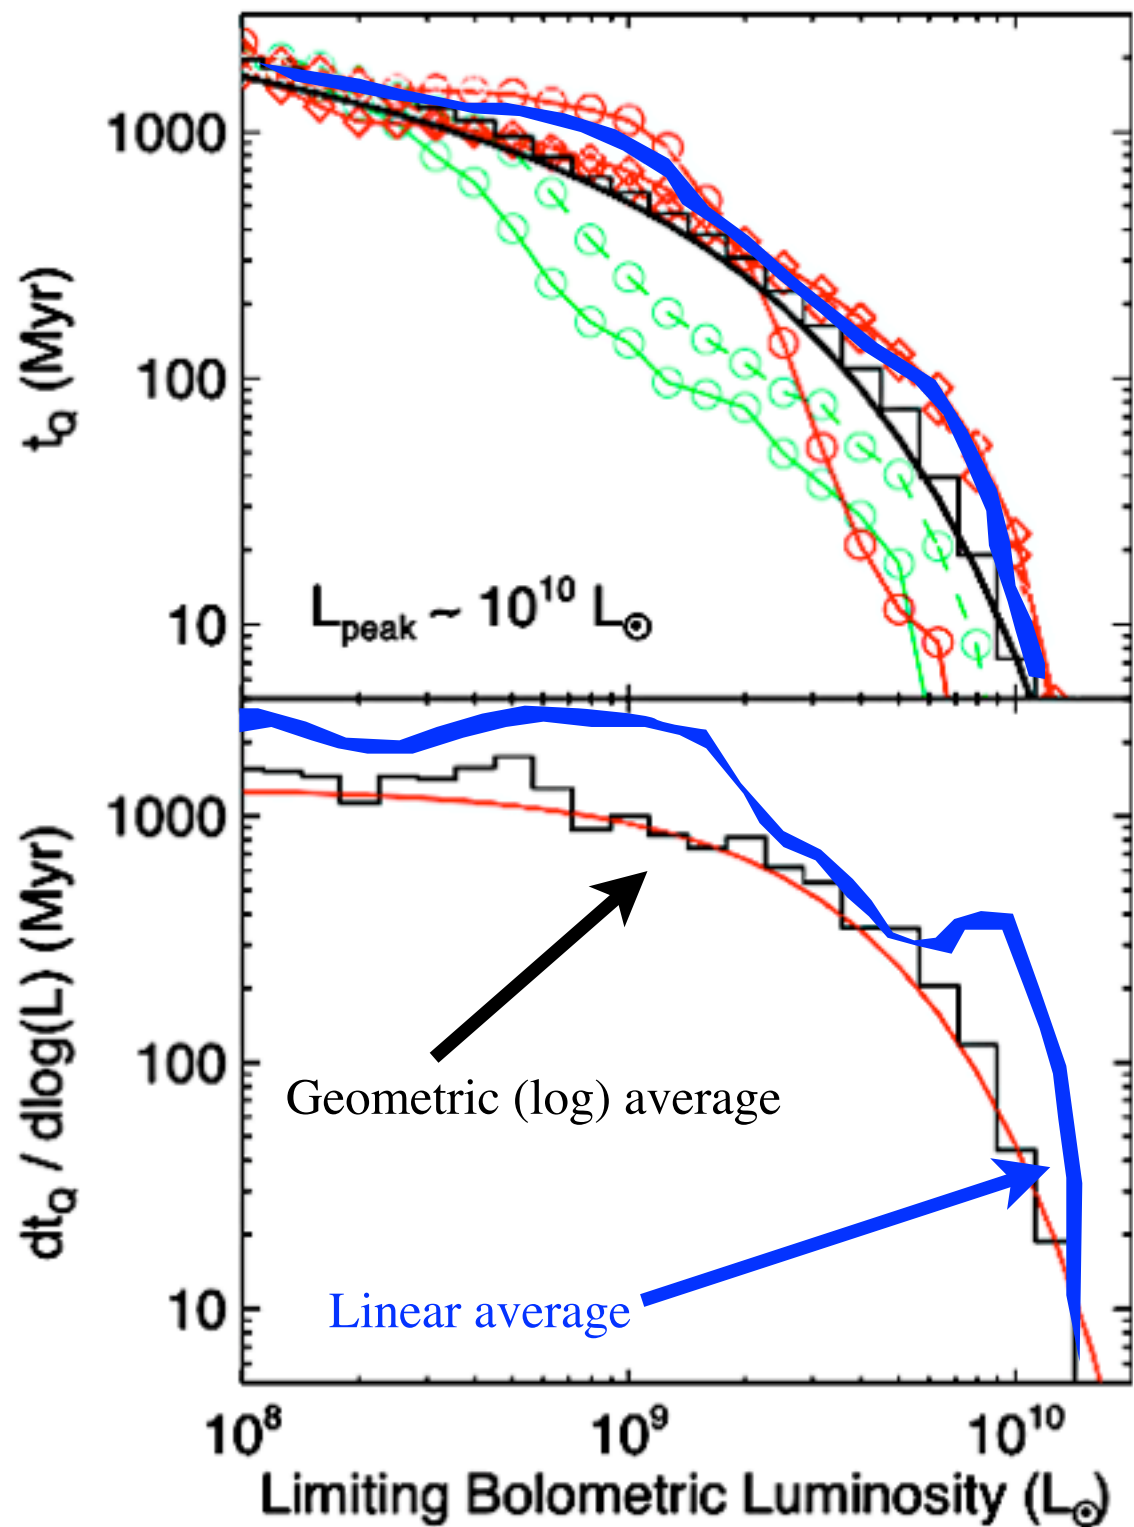 1000
100
10
t_Q (Myr)
L_peak ~ 10^10 L_⊙
1000
100
10
dt_Q / dlog(L) (Myr)
Geometric (log) average
Linear average
10^8 10^9 10^10
Limiting Bolometric Luminosity (L_⊙)